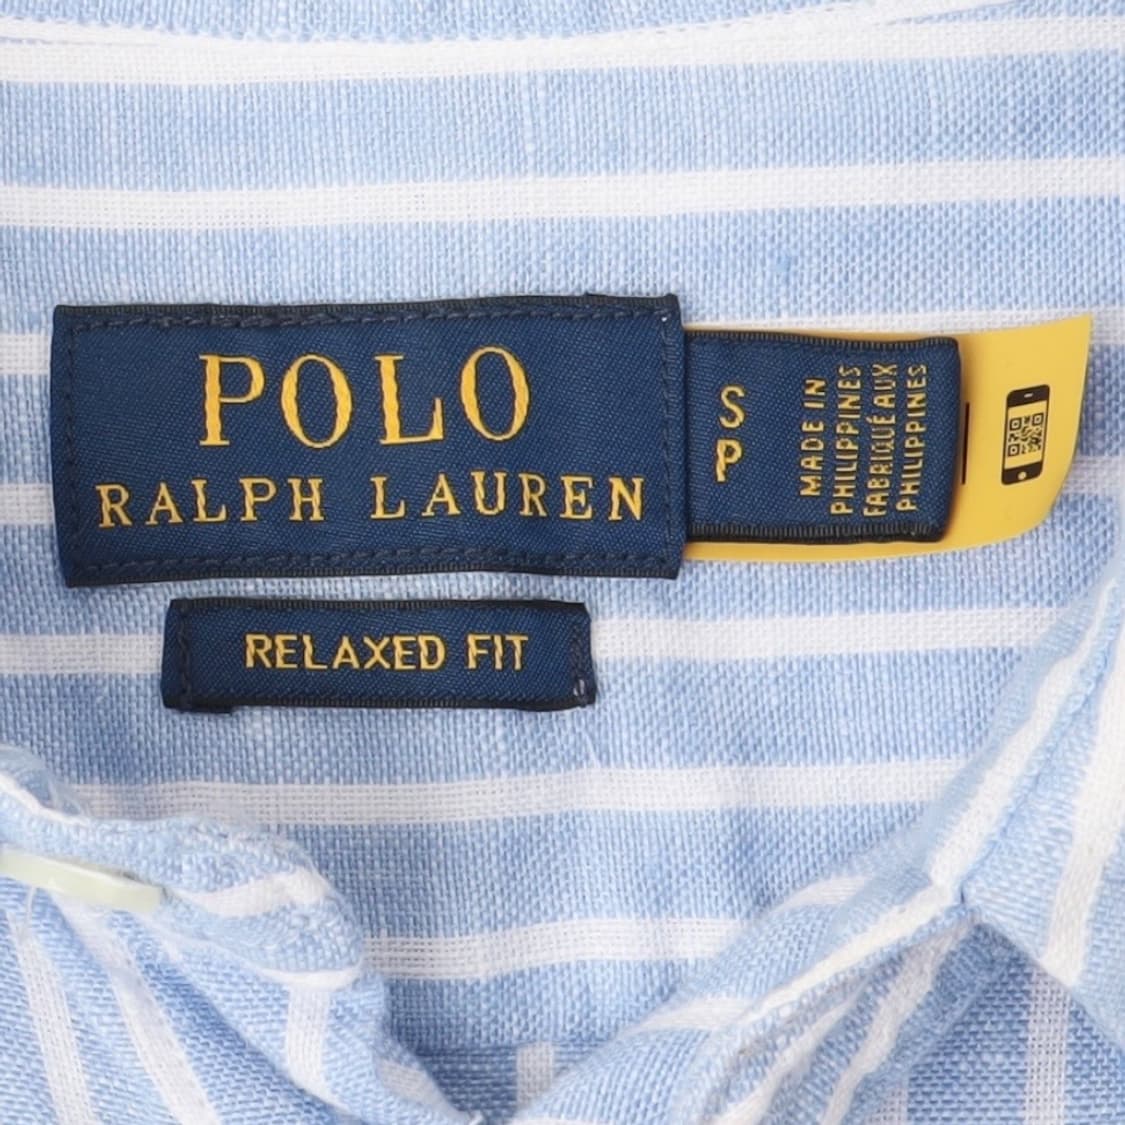 POLO
RALPH LAUREN
S
P
MADE IN
PHILIPPINES
FABRIQUÉ AUX
PHILIPPINES
RELAXED FIT